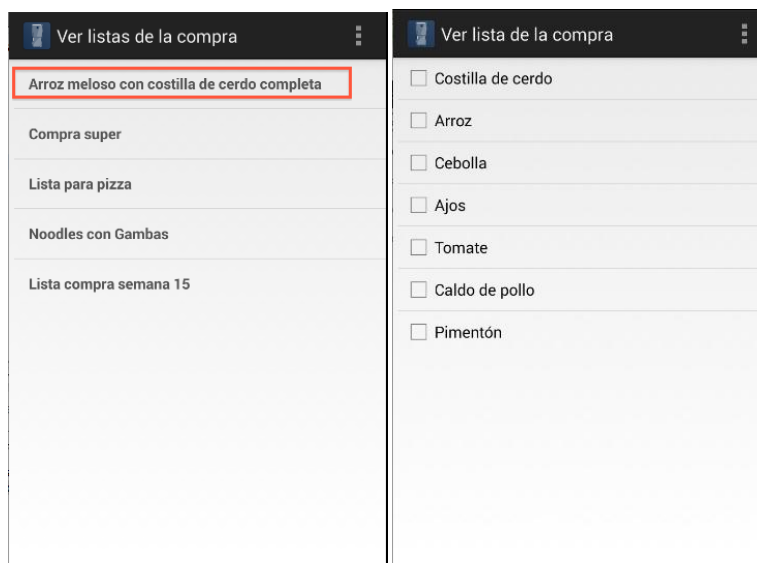 Ver listas de la compra
Arroz meloso con costilla de cerdo completa
Compra super
Lista para pizza
Noodles con Gambas
Lista compra semana 15
Ver lista de la compra
Costilla de cerdo
Arroz
Cebolla
Ajos
Tomate
Caldo de pollo
Pimentón